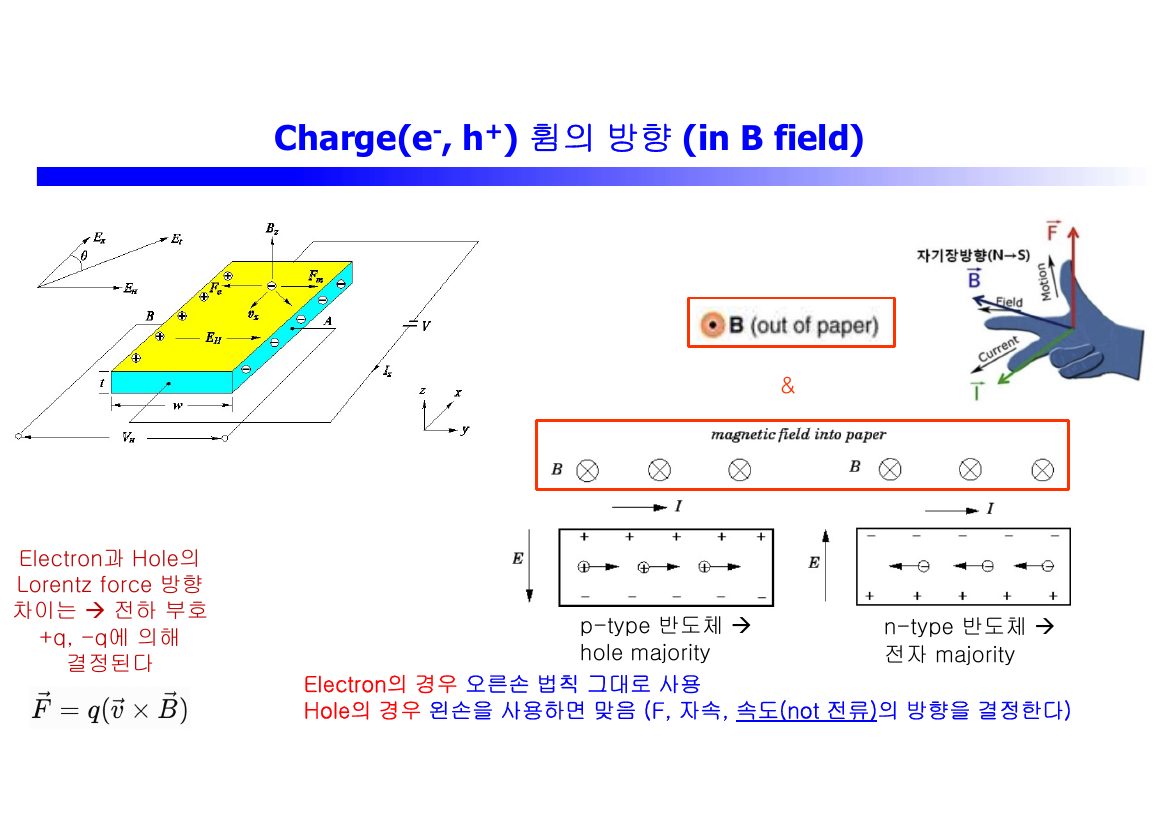 Charge(e-, h+) 휨의 방향 (in B field)
Ex
Et
θ
EH
Bz
Fe
Fm
vx
B
A
EH
V
Ix
t
w
VH
z
x
y
B (out of paper)
&
자기장방향(N→S)
F
B
Motion
Field
Current
I
magnetic field into paper
B
B
I
I
E
+ + + + +
+ + +
− − − − −
E
− − − − −
− − −
+ + + + +
p-type 반도체 →
hole majority
n-type 반도체 →
전자 majority
Electron과 Hole의
Lorentz force 방향
차이는 → 전하 부호
+q, -q에 의해
결정된다
F = q(v × B)
Electron의 경우 오른손 법칙 그대로 사용
Hole의 경우 왼손을 사용하면 맞음 (F, 자속, 속도(not 전류)의 방향을 결정한다)